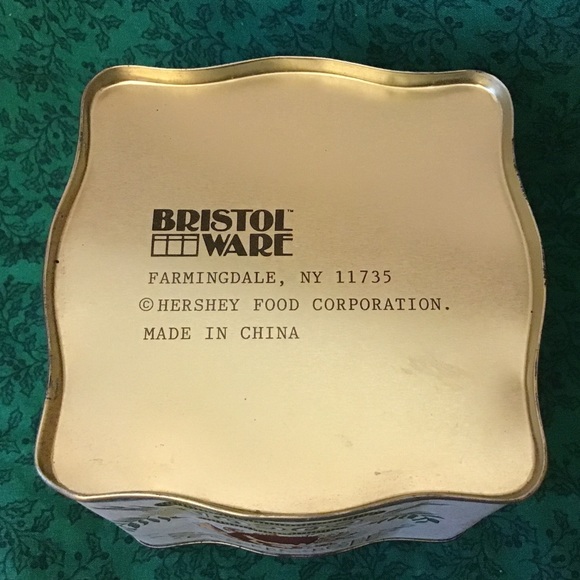 BRISTOL™
WARE
FARMINGDALE, NY 11735
©HERSHEY FOOD CORPORATION.
MADE IN CHINA